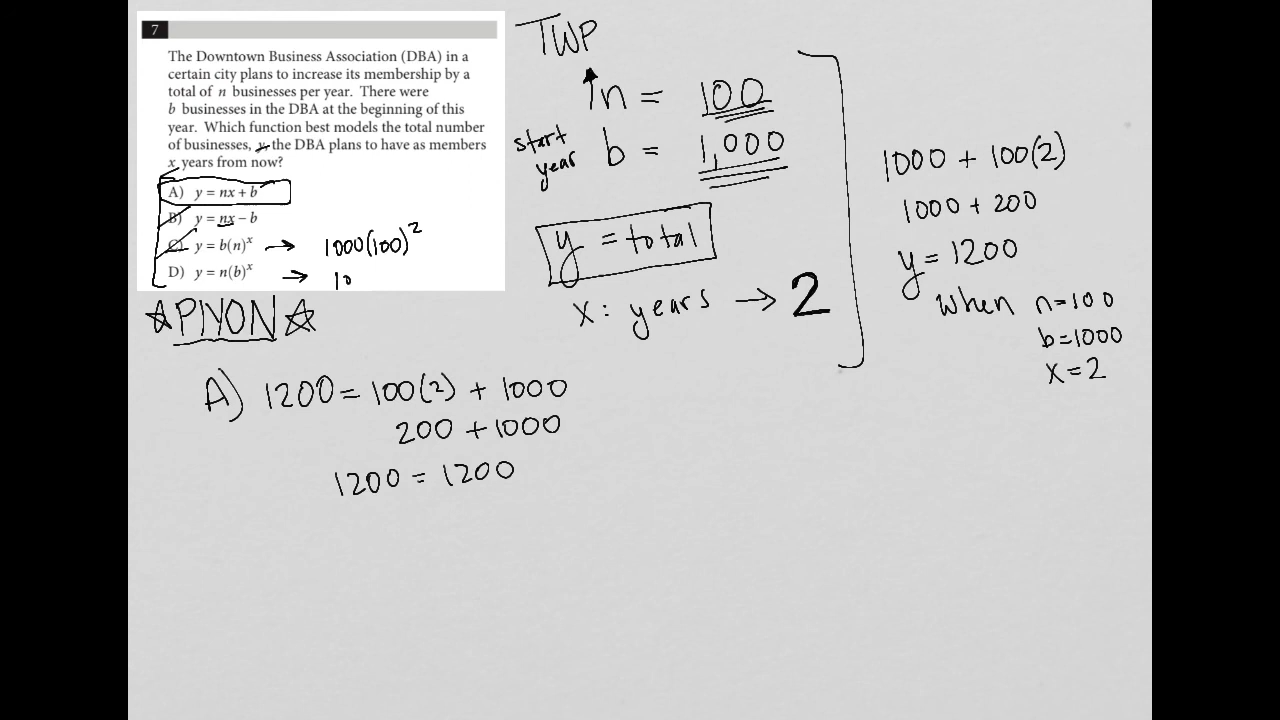 7
The Downtown Business Association (DBA) in a
certain city plans to increase its membership by a
total of n businesses per year. There were
b businesses in the DBA at the beginning of this
year. Which function best models the total number
of businesses, y, the DBA plans to have as members
x years from now?
A) y = nx + b
B) y = nx – b
C) y = b(n)ˣ → 1000(100)²
D) y = n(b)ˣ → 10
☆PIYON☆
TWP
↑n = 100
start year b = 1,000
y = total
x: years → 2
1000 + 100(2)
1000 + 200
y = 1200
when n=100
b=1000
x=2
A) 1200 = 100(2) + 1000
200 + 1000
1200 = 1200